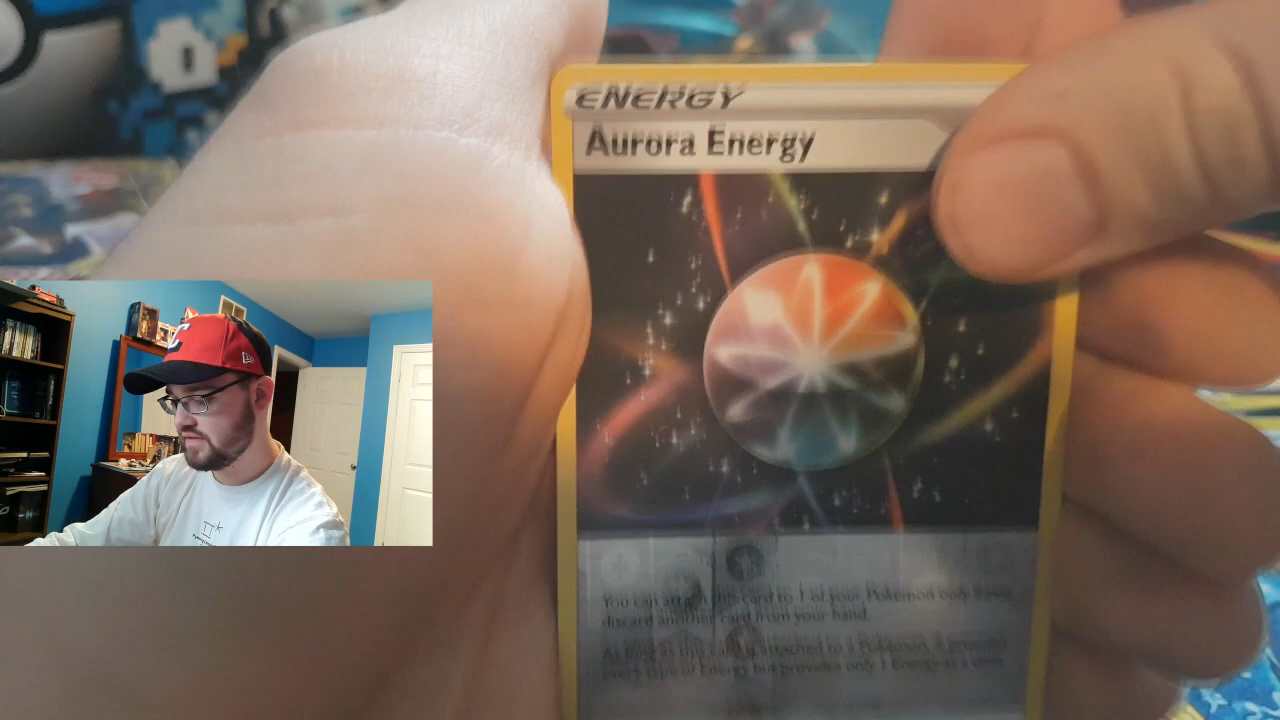 ENERGY
Aurora Energy
You can attach this card to 1 of your Pokémon only if you
discard another card from your hand.
As long as this card is attached to a Pokémon, it provides
every type of Energy but provides only 1 Energy at a time.